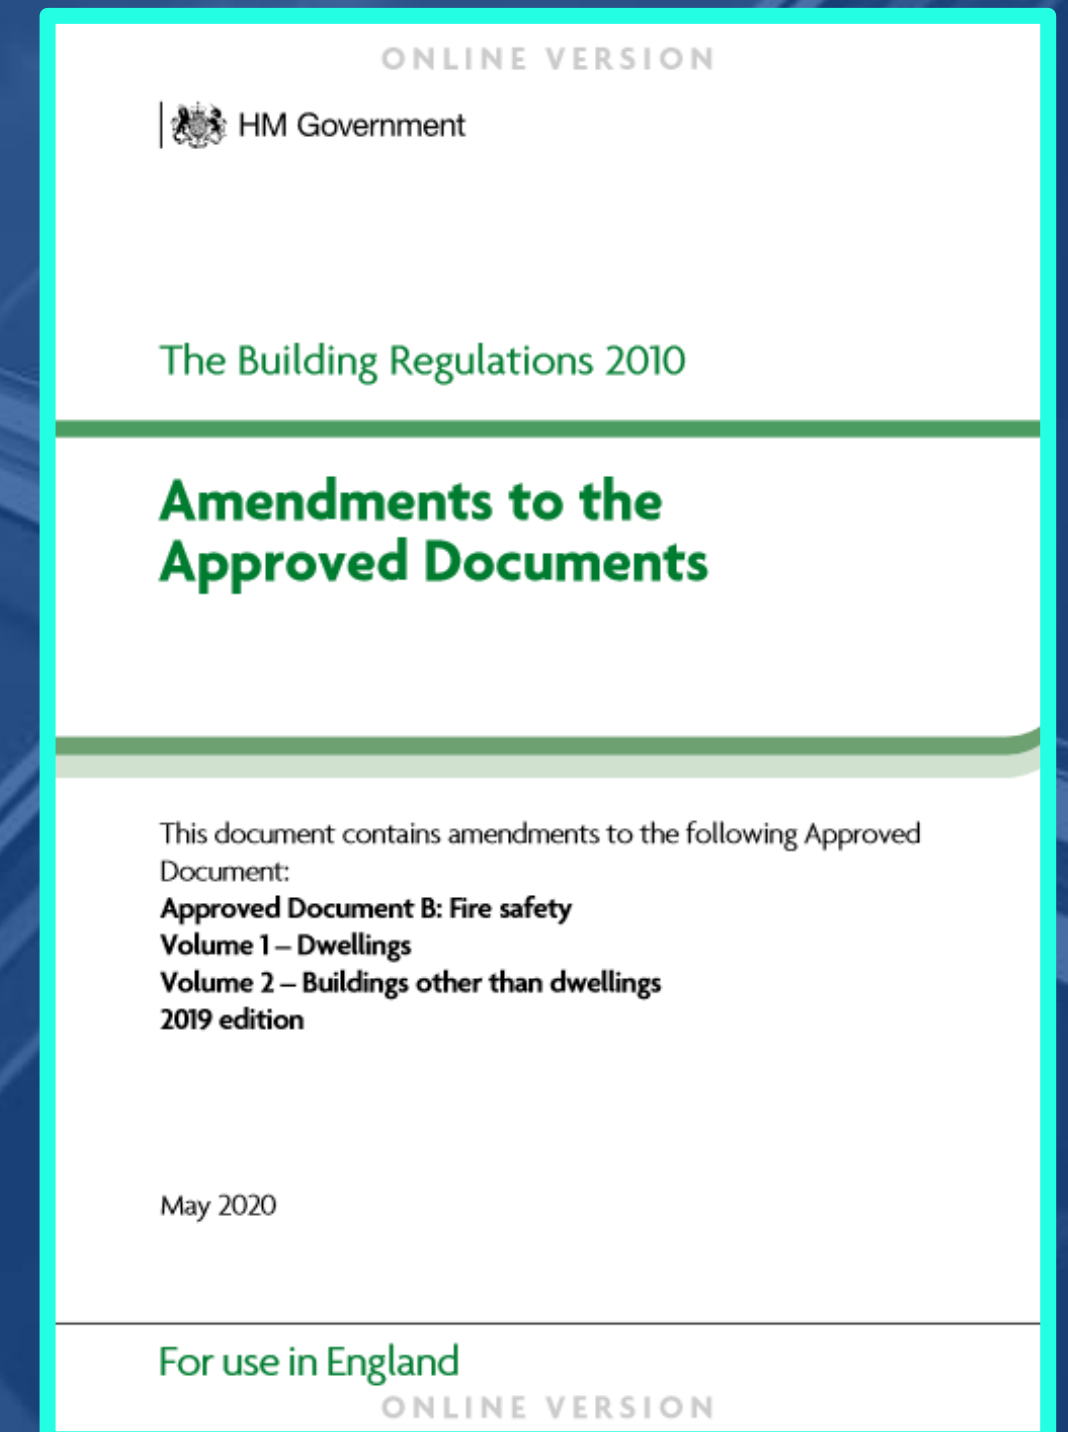 ONLINE VERSION
HM Government
The Building Regulations 2010
Amendments to the
Approved Documents
This document contains amendments to the following Approved
Document:
Approved Document B: Fire safety
Volume 1 – Dwellings
Volume 2 – Buildings other than dwellings
2019 edition
May 2020
For use in England
ONLINE VERSION